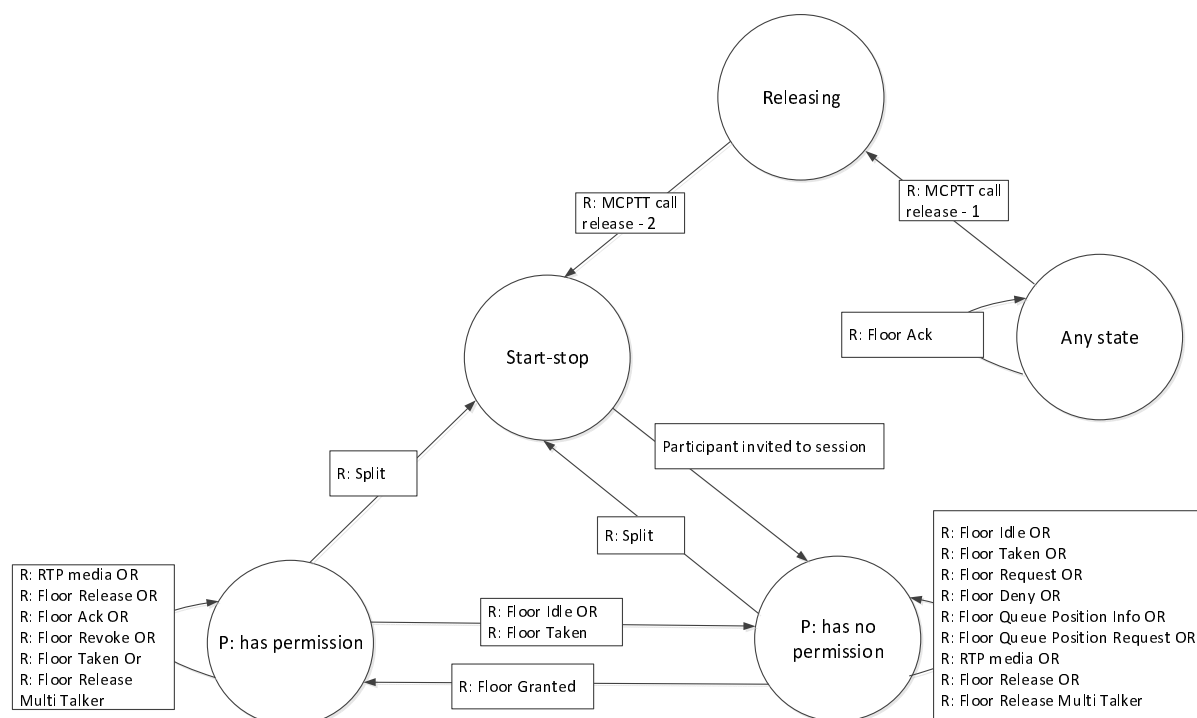 Releasing
R: MCPTT call
release - 1
R: MCPTT call
release - 2
R: Floor Ack
Any state
Start-stop
Participant invited to session
R: Split
R: Split
R: RTP media OR
R: Floor Release OR
R: Floor Ack OR
R: Floor Revoke OR
R: Floor Taken Or
R: Floor Release
Multi Talker
P: has permission
R: Floor Idle OR
R: Floor Taken
R: Floor Granted
P: has no
permission
R: Floor Idle OR
R: Floor Taken OR
R: Floor Request OR
R: Floor Deny OR
R: Floor Queue Position Info OR
R: Floor Queue Position Request OR
R: RTP media OR
R: Floor Release OR
R: Floor Release Multi Talker